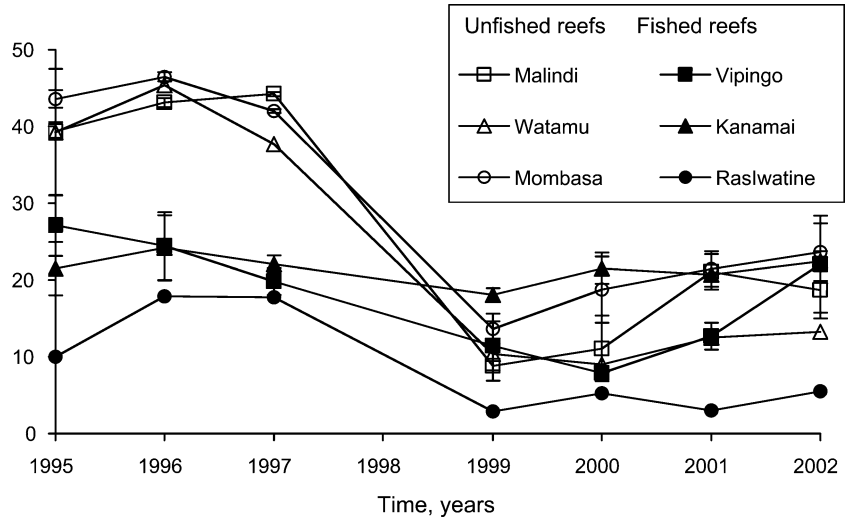 Unfished reefs Fished reefs
Malindi Vipingo
Watamu Kanamai
Mombasa RasIwatine
50
40
30
20
10
0
1995 1996 1997 1998 1999 2000 2001 2002
Time, years